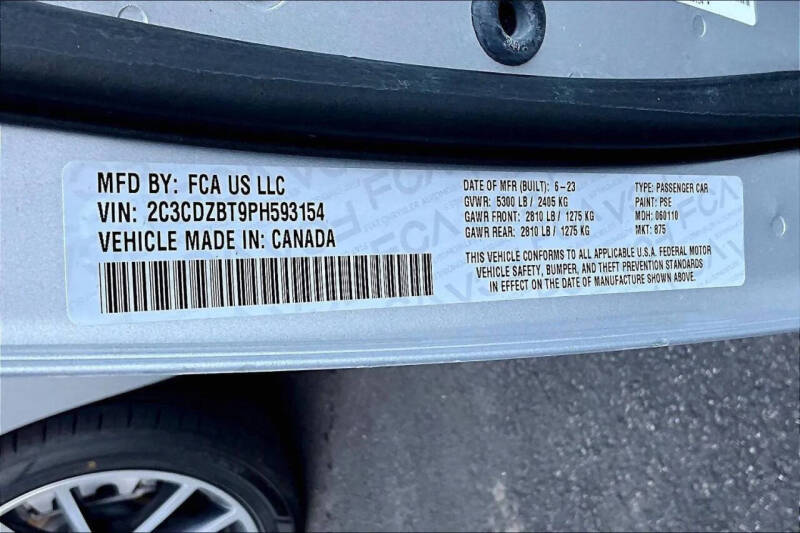 MFD BY: FCA US LLC
VIN: 2C3CDZBT9PH593154
VEHICLE MADE IN: CANADA
DATE OF MFR (BUILT): 6-23
GVWR: 5300 LB / 2405 KG
GAWR FRONT: 2810 LB / 1275 KG
GAWR REAR: 2810 LB / 1275 KG
TYPE: PASSENGER CAR
PAINT: PSE
MDH: 060110
MKT: 875
THIS VEHICLE CONFORMS TO ALL APPLICABLE U.S.A. FEDERAL MOTOR
VEHICLE SAFETY, BUMPER, AND THEFT PREVENTION STANDARDS
IN EFFECT ON THE DATE OF MANUFACTURE SHOWN ABOVE.